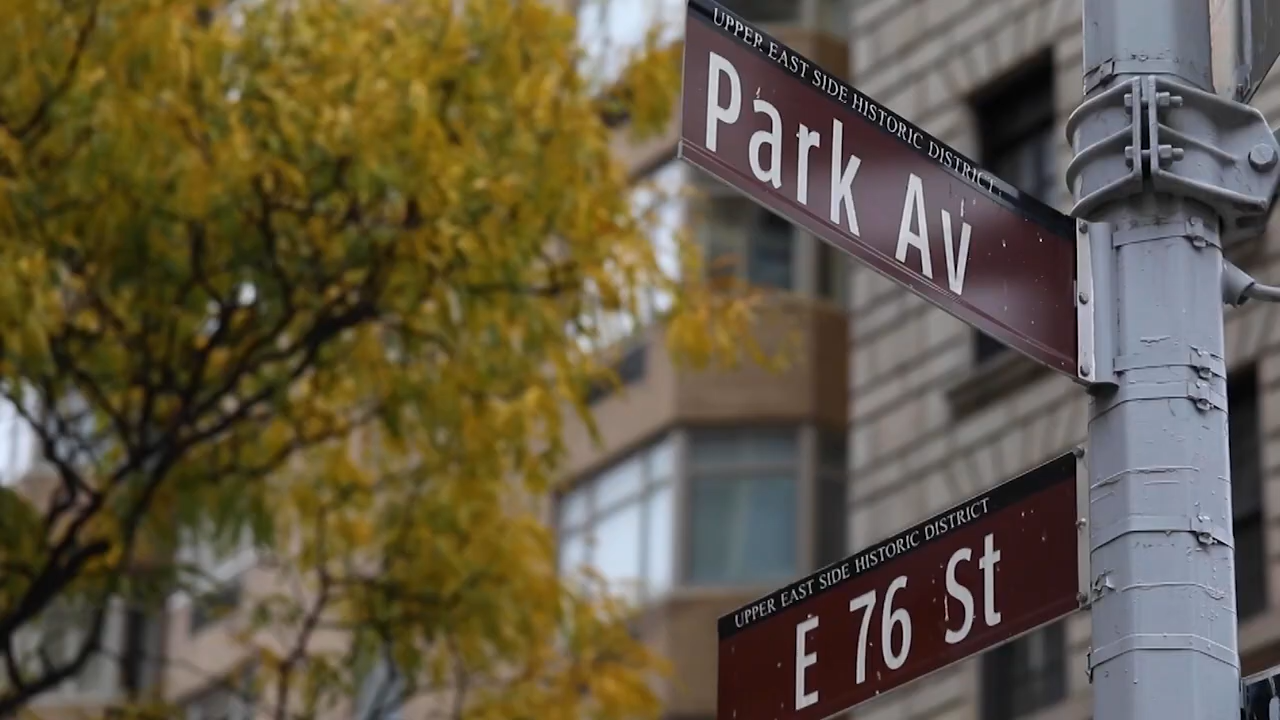 UPPER EAST SIDE HISTORIC DISTRICT
Park Av
UPPER EAST SIDE HISTORIC DISTRICT
E 76 St